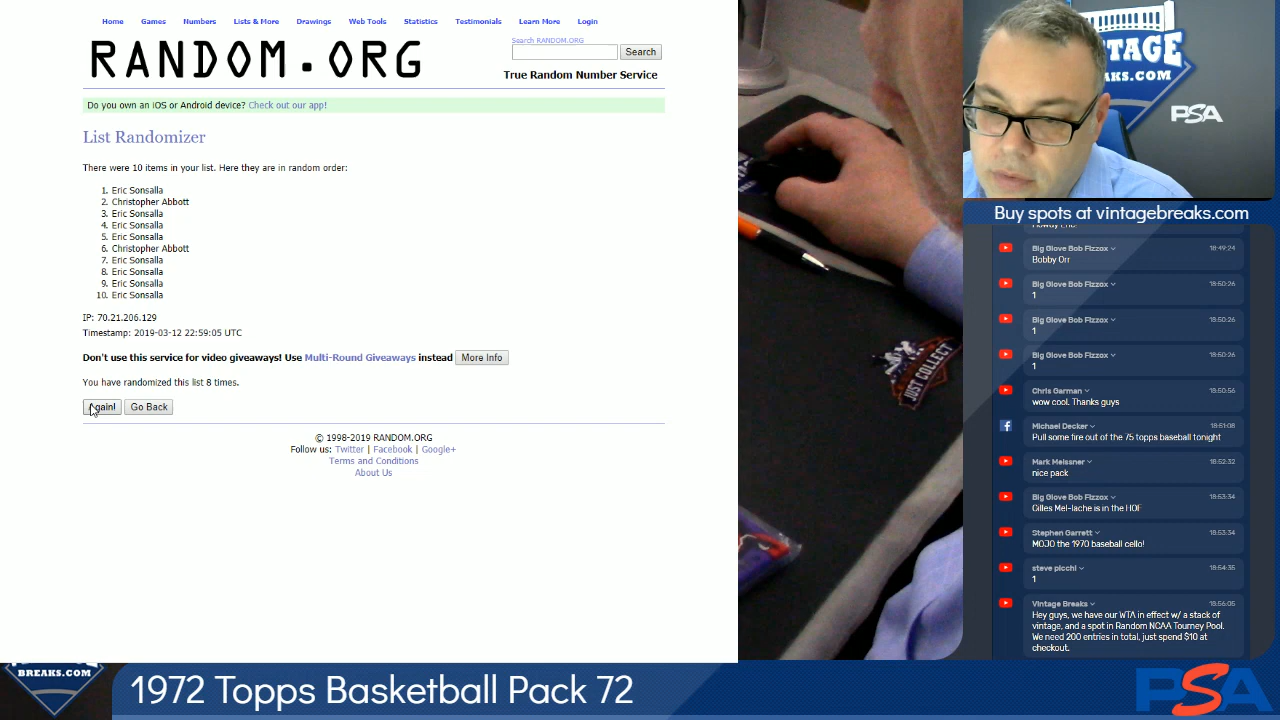 Home Games Numbers Lists & More Drawings Web Tools Statistics Testimonials Learn More Login
RANDOM.ORG
Search RANDOM.ORG
Search
True Random Number Service
Do you own an iOS or Android device? Check out our app!
List Randomizer
There were 10 items in your list. Here they are in random order:
1. Eric Sonsalla
2. Christopher Abbott
3. Eric Sonsalla
4. Eric Sonsalla
5. Eric Sonsalla
6. Christopher Abbott
7. Eric Sonsalla
8. Eric Sonsalla
9. Eric Sonsalla
10. Eric Sonsalla
IP: 70.21.206.129
Timestamp: 2019-03-12 22:59:05 UTC
Don't use this service for video giveaways! Use Multi-Round Giveaways instead More Info
You have randomized this list 8 times.
Again! Go Back
© 1998-2019 RANDOM.ORG
Follow us: Twitter | Facebook | Google+
Terms and Conditions
About Us
JUST COLLECT
NTAGE
KS.COM
PSA
Buy spots at vintagebreaks.com
Big Glove Bob Fizzox 18:49:24
Bobby Orr
Big Glove Bob Fizzox 18:50:26
1
Big Glove Bob Fizzox 18:50:26
1
Big Glove Bob Fizzox 18:50:26
1
Chris Garman 18:50:56
wow cool. Thanks guys
Michael Decker 18:51:08
Pull some fire out of the 75 topps baseball tonight
Mark Meissner 18:52:32
nice pack
Big Glove Bob Fizzox 18:53:34
Gilles Mel-lache is in the HOF
Stephen Garrett 18:53:34
MOJO the 1970 baseball cello!
steve picchi 18:54:35
1
Vintage Breaks 18:56:05
Hey guys, we have our WTA in effect w/ a stack of
vintage, and a spot in Random NCAA Tourney Pool.
We need 200 entries in total, just spend $10 at
checkout.
BREAKS.COM
1972 Topps Basketball Pack 72
PSA